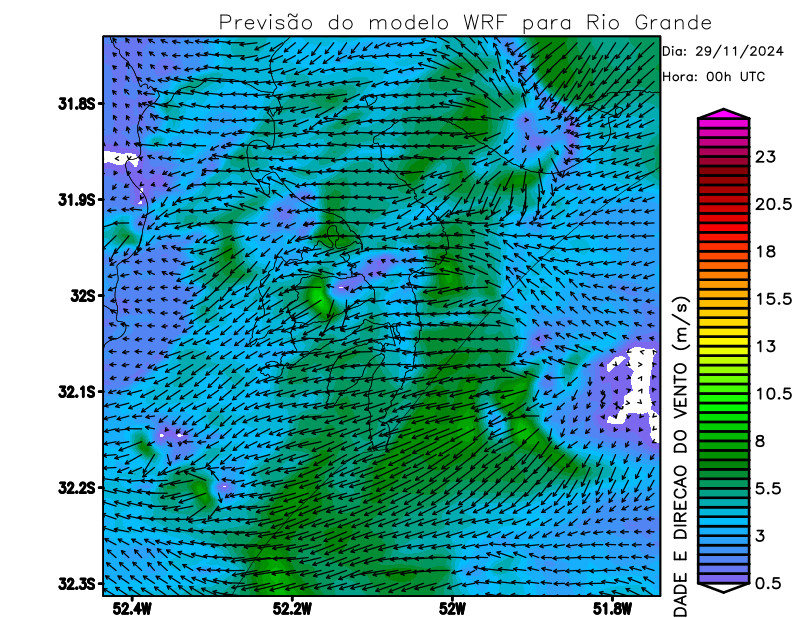 Previsão do modelo WRF para Rio Grande
Dia: 29/11/2024
Hora: 00h UTC
31.8S
31.9S
32S
32.1S
32.2S
32.3S
52.4W
52.2W
52W
51.8W
DADE E DIRECAO DO VENTO (m/s)
23
20.5
18
15.5
13
10.5
8
5.5
3
0.5